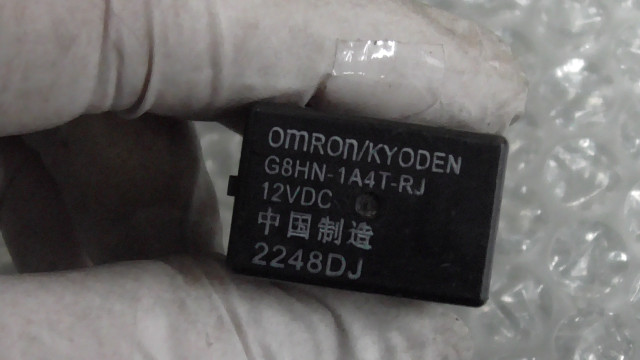 OMRON/KYODEN
G8HN-1A4T-RJ
12VDC
中国制造
2248DJ